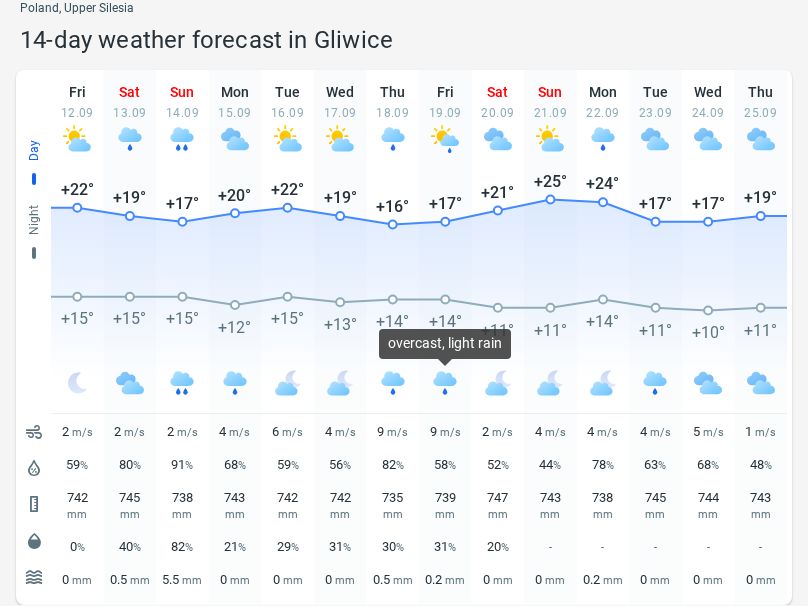 Poland, Upper Silesia
14-day weather forecast in Gliwice
Fri Sat Sun Mon Tue Wed Thu Fri Sat Sun Mon Tue Wed Thu
12.09 13.09 14.09 15.09 16.09 17.09 18.09 19.09 20.09 21.09 22.09 23.09 24.09 25.09
Day
+22° +19° +17° +20° +22° +19° +16° +17° +21° +25° +24° +17° +17° +19°
Night
+15° +15° +15° +12° +15° +13° +14° +14° +11° +11° +14° +11° +10° +11°
overcast, light rain
2 m/s 2 m/s 2 m/s 4 m/s 6 m/s 4 m/s 9 m/s 9 m/s 2 m/s 4 m/s 4 m/s 4 m/s 5 m/s 1 m/s
59% 80% 91% 68% 59% 56% 82% 58% 52% 44% 78% 63% 68% 48%
742 745 738 743 742 742 735 739 747 743 738 745 744 743
mm mm mm mm mm mm mm mm mm mm mm mm mm mm
0% 40% 82% 21% 29% 31% 30% 31% 20% - - - - -
0 mm 0.5 mm 5.5 mm 0 mm 0 mm 0 mm 0.5 mm 0.2 mm 0 mm 0 mm 0.2 mm 0 mm 0 mm 0 mm